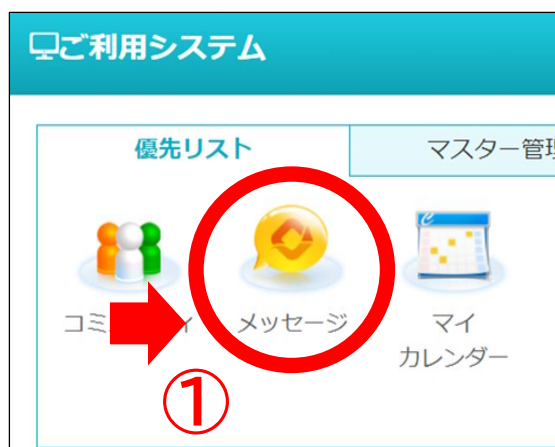 ご利用システム
優先リスト
マスター管理
コミ
メッセージ
マイ
カレンダー
①